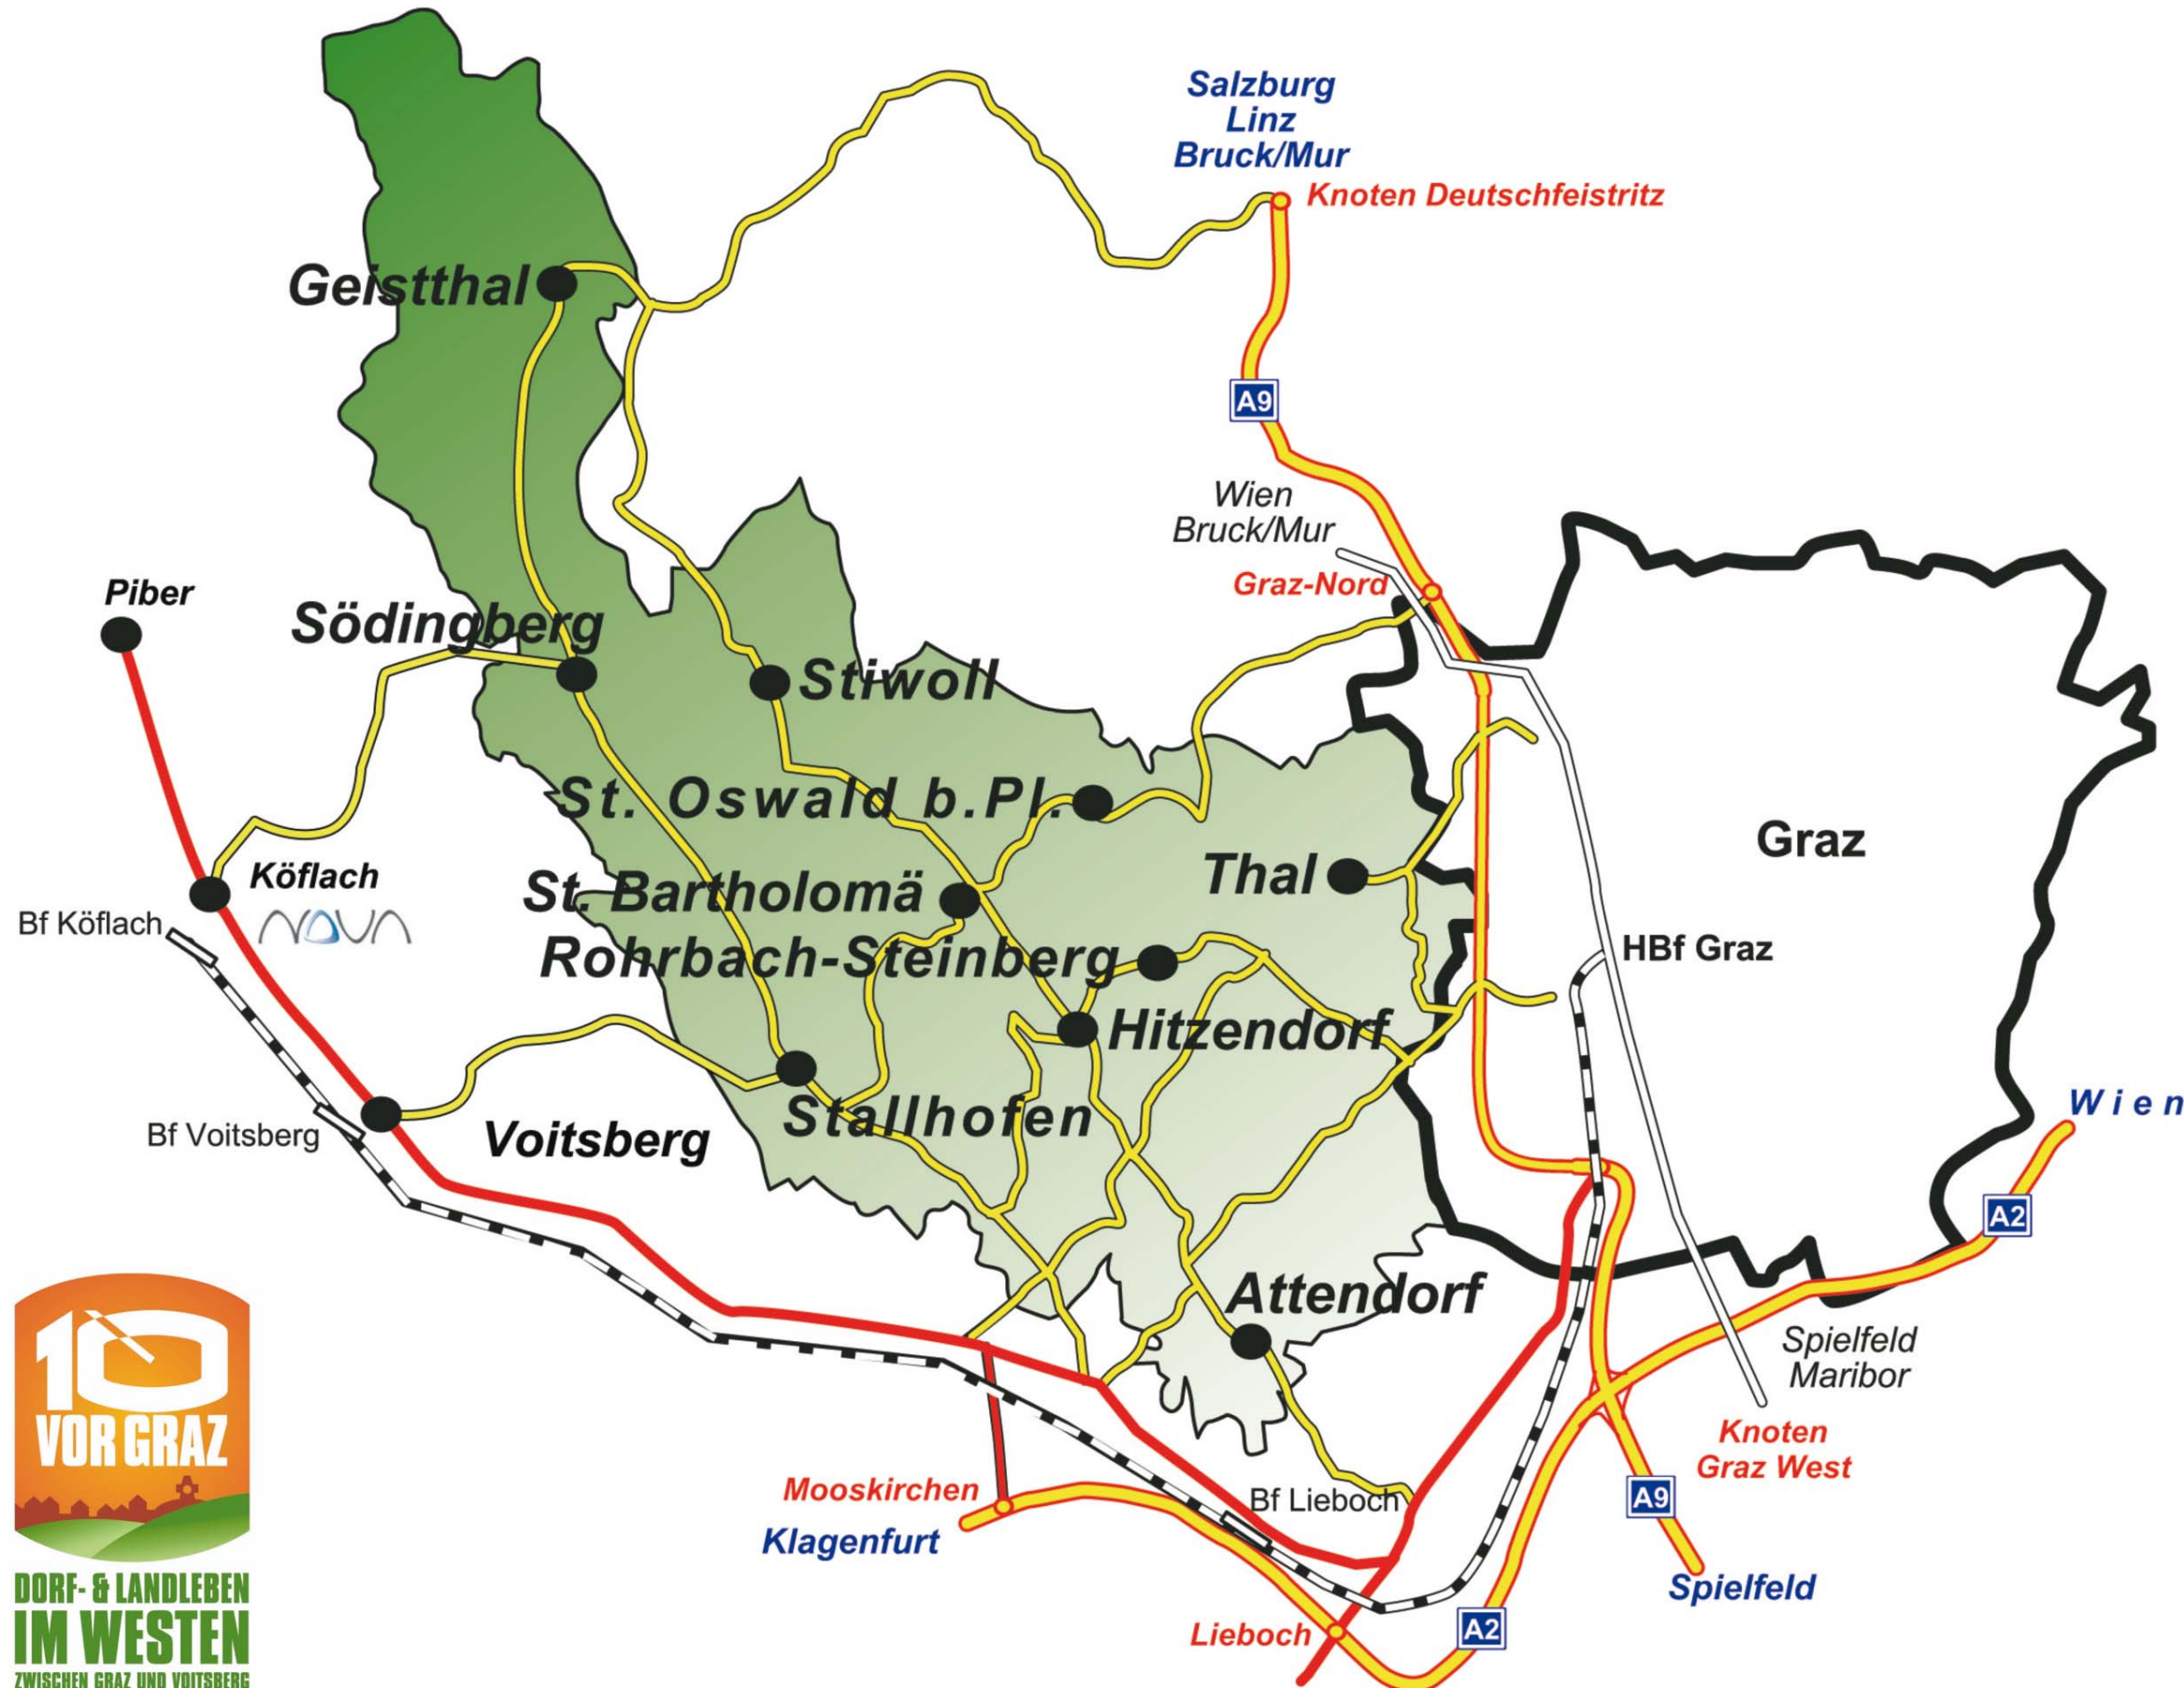 Salzburg
Linz
Bruck/Mur
Knoten Deutschfeistritz
Geistthal
A9
Wien
Bruck/Mur
Graz-Nord
Piber
Södingberg
Stiwoll
St. Oswald b.Pl.
Graz
Thal
Köflach
NOVA
St. Bartholomä
Bf Köflach
Rohrbach-Steinberg
HBf Graz
Hitzendorf
Wien
Stallhofen
Bf Voitsberg
Voitsberg
A2
Attendorf
Spielfeld
Maribor
10
VOR GRAZ
DORF- & LANDLEBEN
IM WESTEN
ZWISCHEN GRAZ UND VOITSBERG
Knoten
Graz West
Mooskirchen
Klagenfurt
Bf Lieboch
A9
Spielfeld
Lieboch
A2